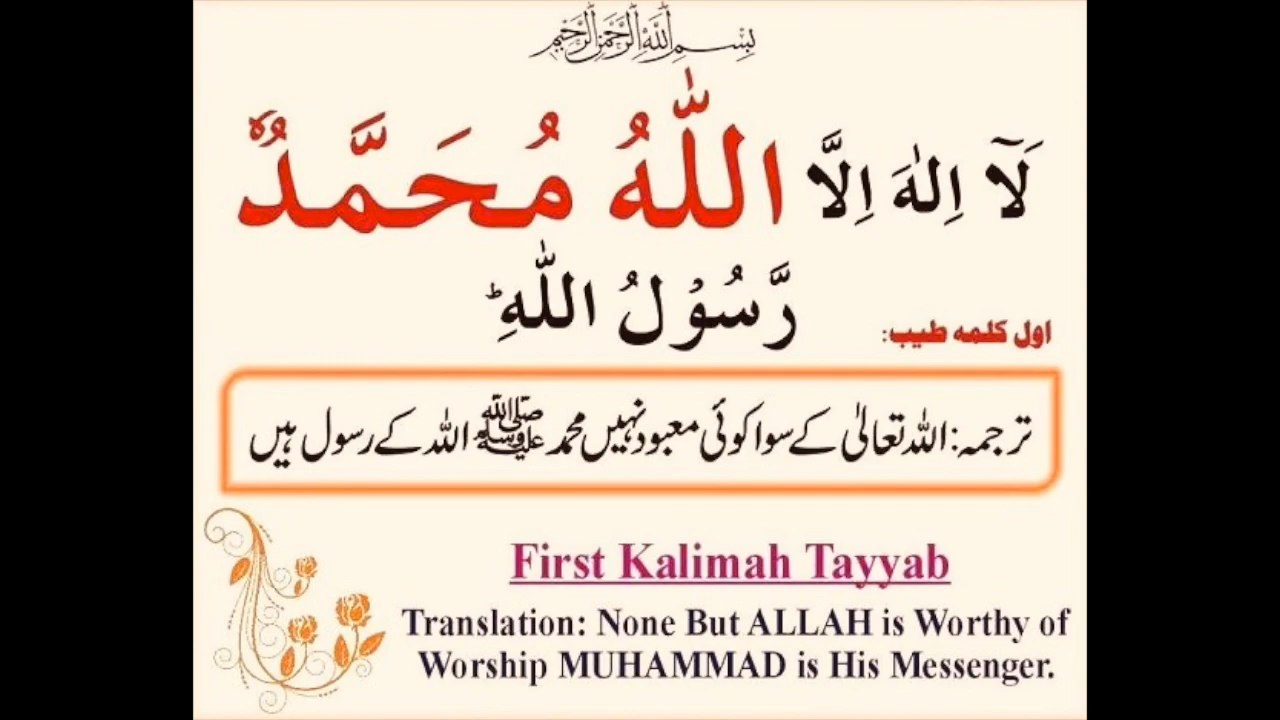 بِسْمِ اللّٰهِ الرَّحْمٰنِ الرَّحِيْمِ
لَآ اِلٰهَ اِلَّا اللّٰهُ مُحَمَّدٌ
رَّسُوْلُ اللّٰهِ ؕ
اول کلمه طیب:
ترجمہ: اللہ تعالیٰ کے سوا کوئی معبود نہیں محمد ﷺ اللہ کے رسول ہیں
First Kalimah Tayyab
Translation: None But ALLAH is Worthy of
Worship MUHAMMAD is His Messenger.